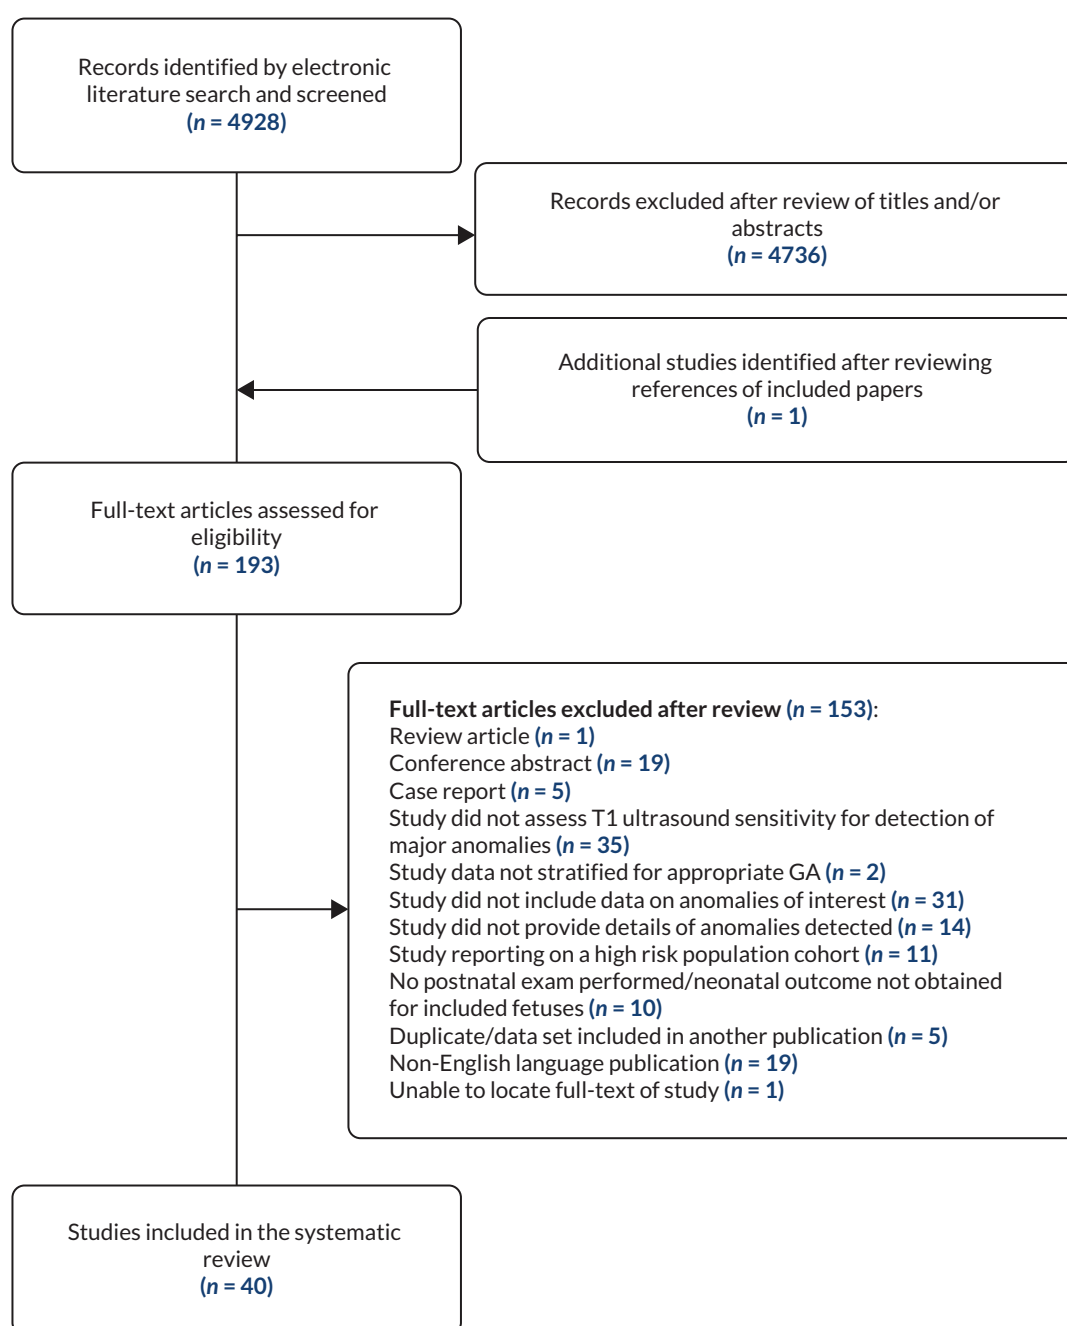 Records identified by electronic
literature search and screened
(n = 4928)
Records excluded after review of titles and/or
abstracts
(n = 4736)
Additional studies identified after reviewing
references of included papers
(n = 1)
Full-text articles assessed for
eligibility
(n = 193)
Full-text articles excluded after review (n = 153):
Review article (n = 1)
Conference abstract (n = 19)
Case report (n = 5)
Study did not assess T1 ultrasound sensitivity for detection of
major anomalies (n = 35)
Study data not stratified for appropriate GA (n = 2)
Study did not include data on anomalies of interest (n = 31)
Study did not provide details of anomalies detected (n = 14)
Study reporting on a high risk population cohort (n = 11)
No postnatal exam performed/neonatal outcome not obtained
for included fetuses (n = 10)
Duplicate/data set included in another publication (n = 5)
Non-English language publication (n = 19)
Unable to locate full-text of study (n = 1)
Studies included in the systematic
review
(n = 40)